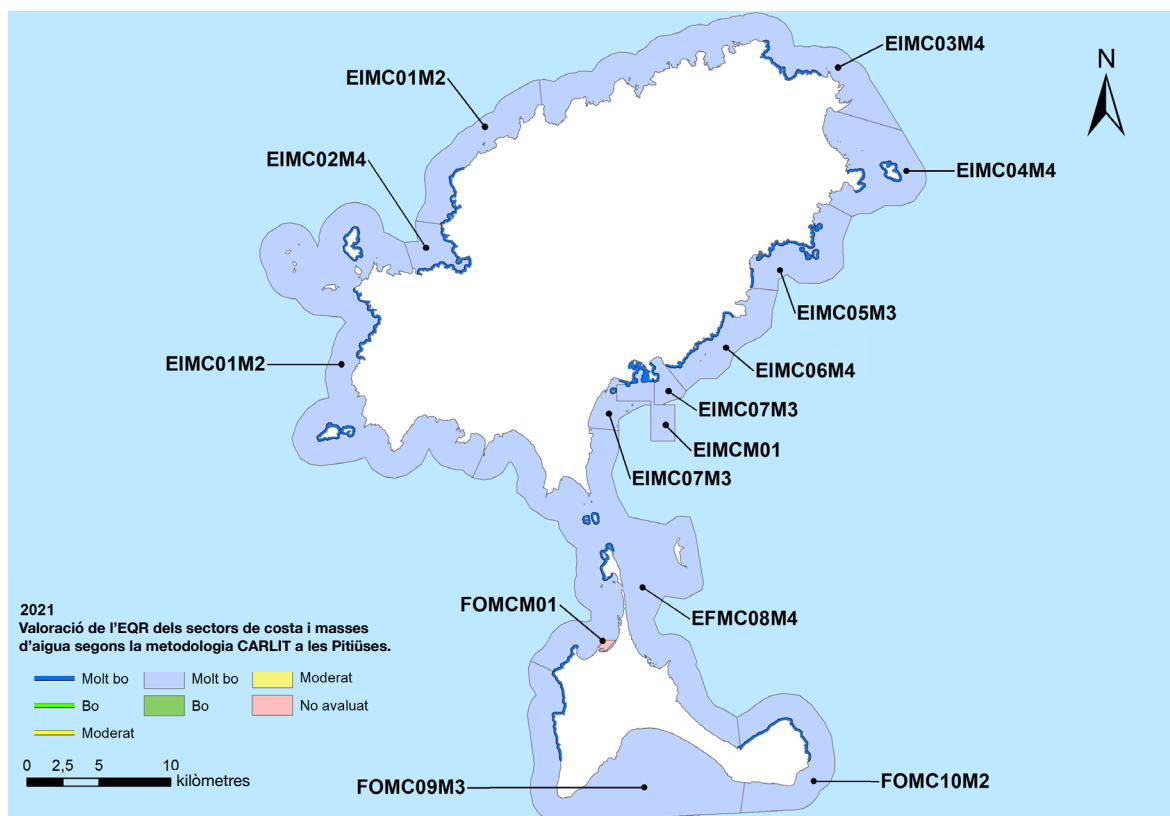 EIMC03M4
N
EIMC01M2
EIMC02M4
EIMC04M4
EIMC05M3
EIMC01M2
EIMC06M4
EIMC07M3
EIMCM01
EIMC07M3
FOMCM01
EFMC08M4
2021
Valoració de l'EQR dels sectors de costa i masses
d'aigua segons la metodologia CARLIT a les Pitiüses.
Molt bo
Molt bo
Moderat
Bo
Bo
No avaluat
Moderat
0 2,5 5 10
kilòmetres
FOMC09M3
FOMC10M2